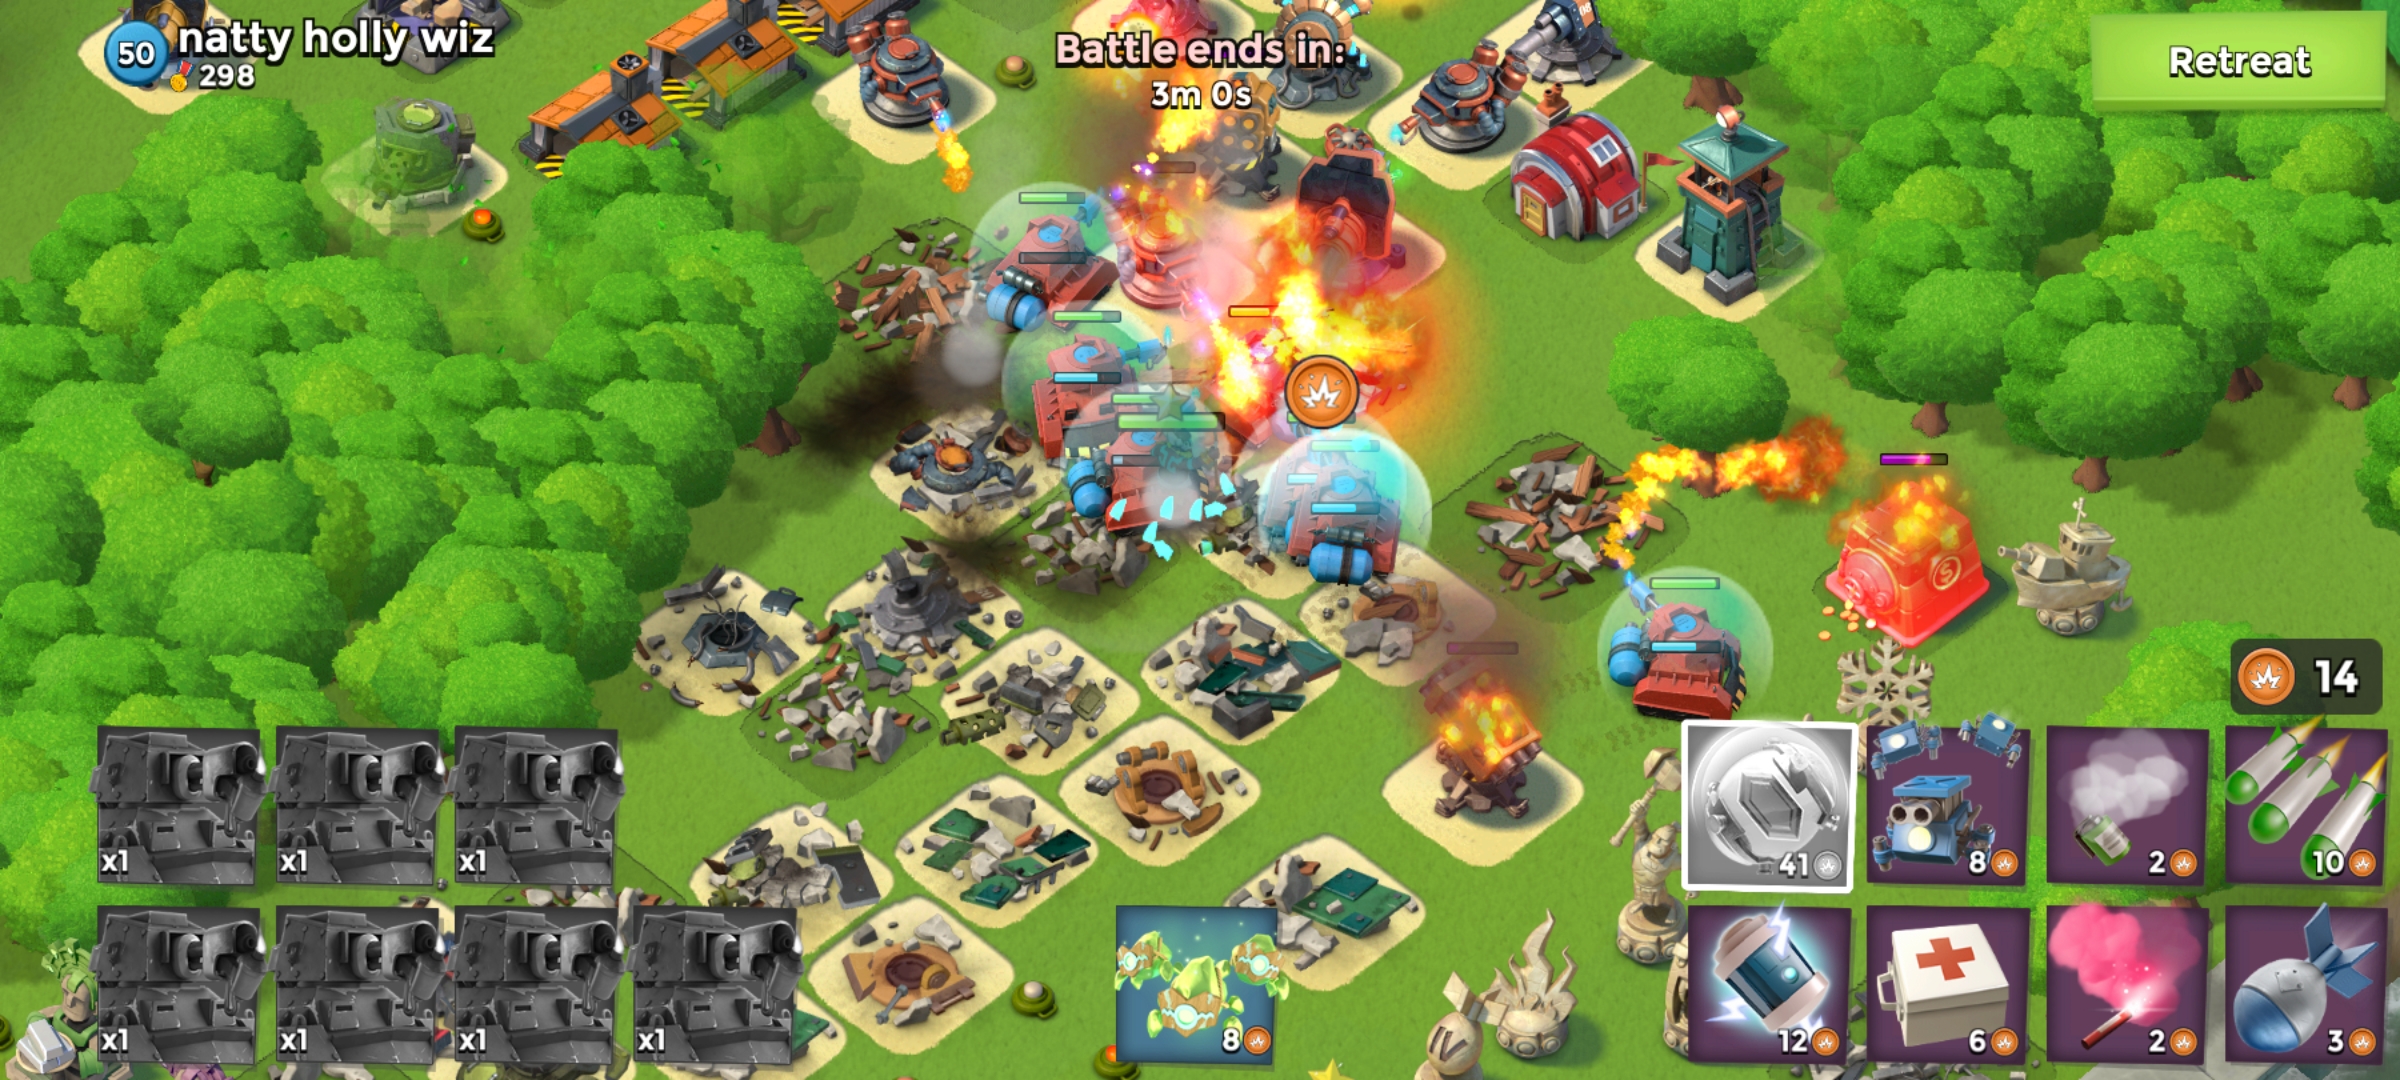 50
natty holly wiz
298
Battle ends in:
3m 0s
Retreat
14
x1
x1
x1
41
8
2
10
x1
x1
x1
x1
8
12
6
2
3